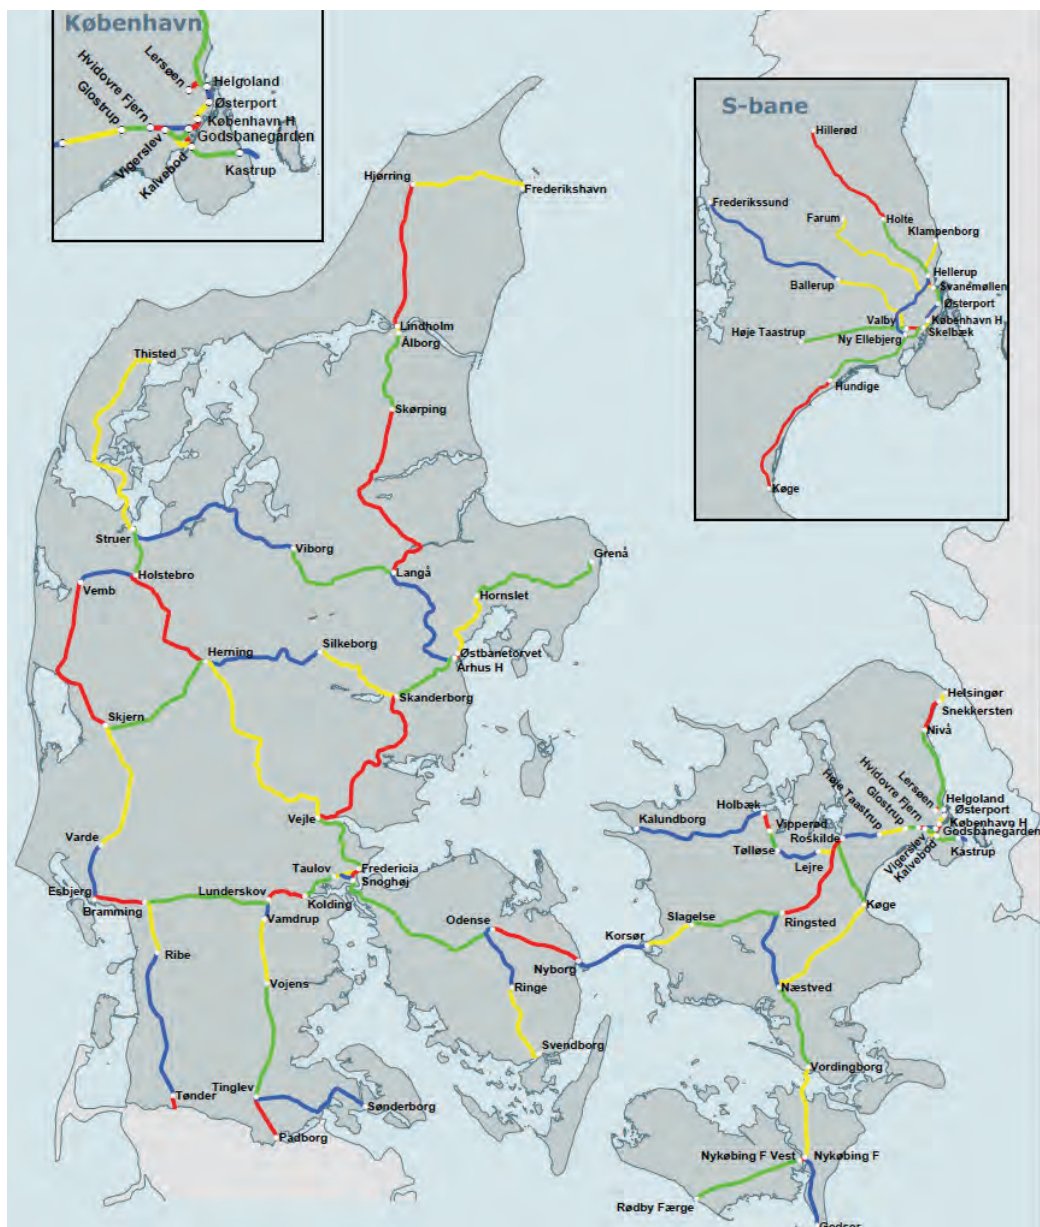 København
Hvidovre Fjern
Lersøen
Glostrup
Helgoland
Østerport
København H
Godsbanegården
Vigerslev
Kalvebod
Kastrup
S-bane
Hillerød
Frederikssund
Farum
Holte
Klampenborg
Hellerup
Svanemøllen
Ballerup
Østerport
Valby
København H
Høje Taastrup
Ny Ellebjerg
Skelbæk
Hundige
Køge
Hjørring
Frederikshavn
Lindholm
Ålborg
Thisted
Skørping
Struer
Viborg
Grenå
Holstebro
Langå
Vemb
Hornslet
Herning
Silkeborg
Østbanetorvet
Århus H
Skanderborg
Skjern
Vejle
Varde
Taulov
Fredericia
Snoghøj
Esbjerg
Lunderskov
Bramming
Kolding
Vamdrup
Ribe
Vojens
Odense
Nyborg
Ringe
Svendborg
Tinglev
Tønder
Sønderborg
Padborg
Helsingør
Snekkersten
Nivå
Lersøen
Hvidovre Fjern
Glostrup
Høje Taastrup
Helgoland
Østerport
København H
Godsbanegården
Kastrup
Vigerslev
Kalvebod
Holbæk
Kalundborg
Vipperød
Roskilde
Tølløse
Lejre
Køge
Slagelse
Ringsted
Korsør
Næstved
Vordingborg
Nykøbing F Vest
Nykøbing F
Rødby Færge